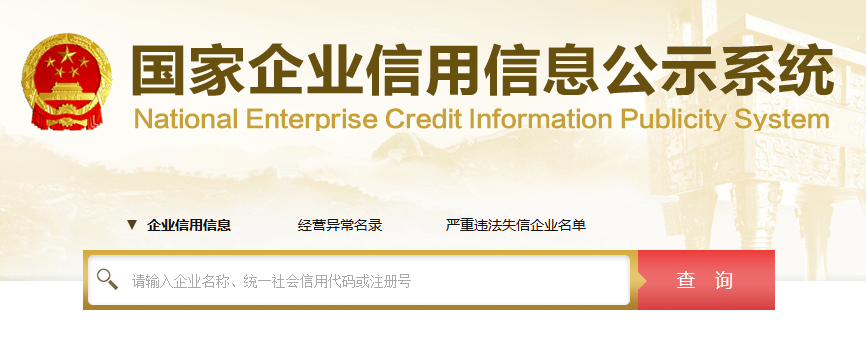 国家企业信用信息公示系统
National Enterprise Credit Information Publicity System
▼ 企业信用信息 经营异常名录 严重违法失信企业名单
请输入企业名称、统一社会信用代码或注册号 查 询